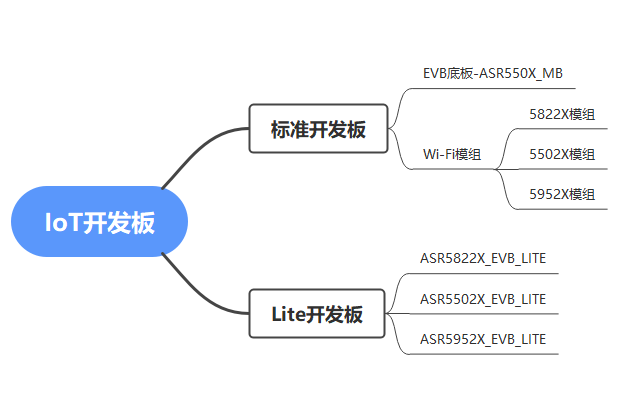 IoT开发板
标准开发板
EVB底板-ASR550X_MB
Wi-Fi模组
5822X模组
5502X模组
5952X模组
Lite开发板
ASR5822X_EVB_LITE
ASR5502X_EVB_LITE
ASR5952X_EVB_LITE